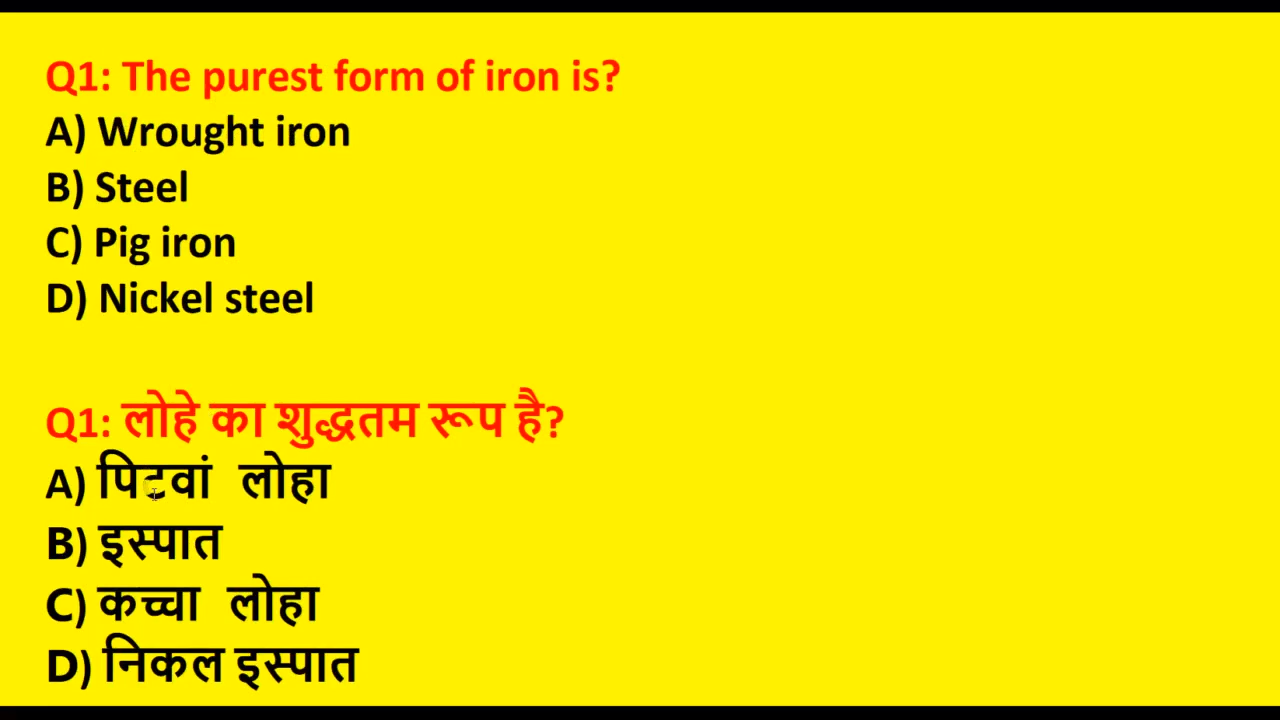 Q1: The purest form of iron is?
A) Wrought iron
B) Steel
C) Pig iron
D) Nickel steel
Q1: लोहे का शुद्धतम रूप है?
A) पिटवां लोहा
B) इस्पात
C) कच्चा लोहा
D) निकल इस्पात